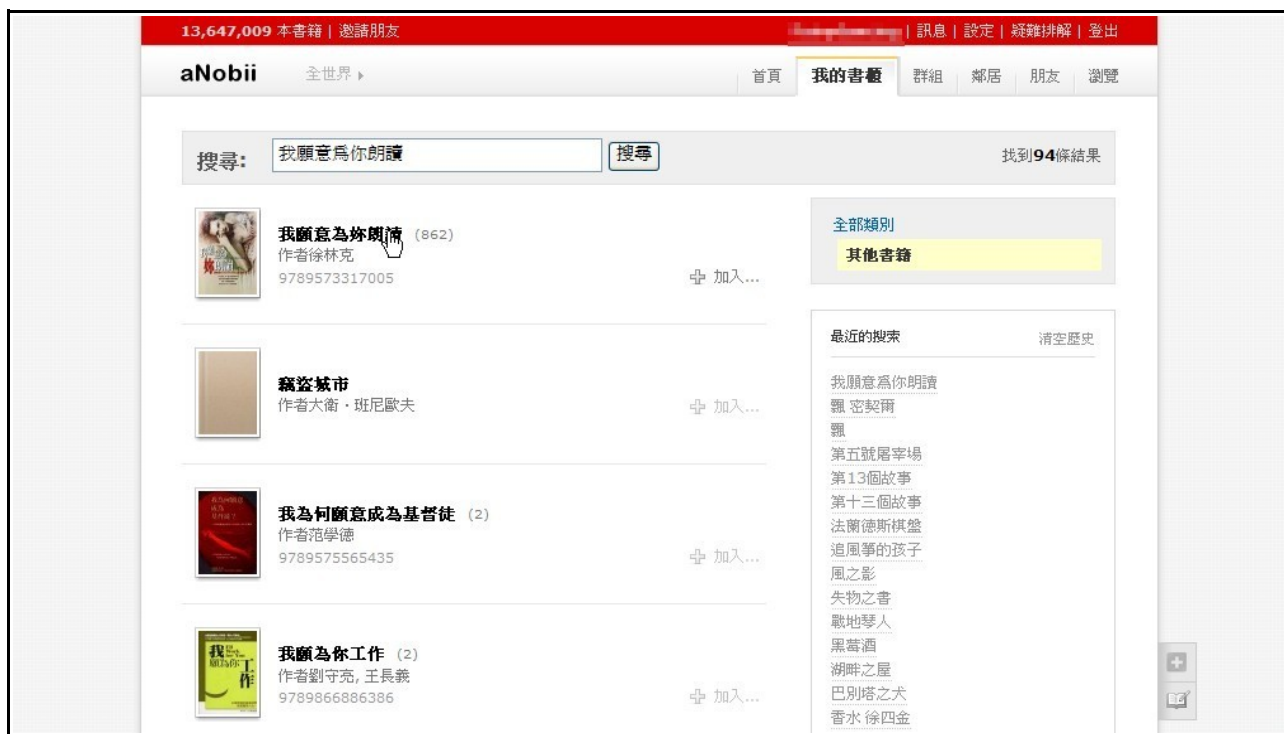 13,647,009 本書籍 | 邀請朋友
| 訊息 | 設定 | 疑難排解 | 登出
aNobii 全世界
首頁 我的書櫃 群組 鄰居 朋友 瀏覽
搜尋: 我願意爲你朗讀 搜尋 找到94條結果
我願意為妳朗讀 (862)
作者徐林克
9789573317005
加入...
竊盜城市
作者大衛・班尼歐夫
加入...
我為何願意成為基督徒 (2)
作者范學德
9789575565435
加入...
我願為你工作 (2)
作者劉守亮, 王長義
9789866886386
加入...
全部類別
其他書籍
最近的搜索 清空歷史
我願意爲你朗讀
飄 密契爾
飄
第五號屠宰場
第13個故事
第十三個故事
法蘭德斯棋盤
追風箏的孩子
風之影
失物之書
戰地琴人
黑莓酒
湖畔之屋
巴別塔之犬
香水 徐四金